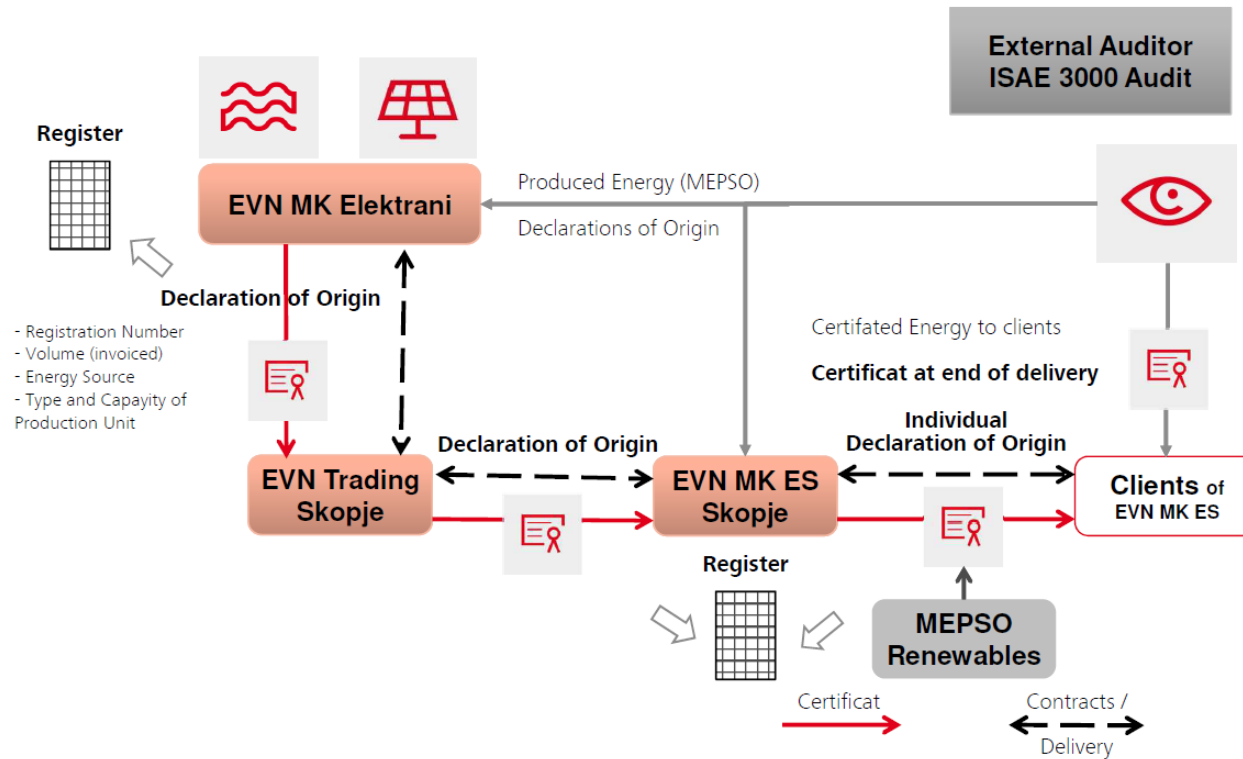 External Auditor
ISAE 3000 Audit
Register
EVN MK Elektrani
Produced Energy (MEPSO)
Declarations of Origin
Declaration of Origin
- Registration Number
- Volume (invoiced)
- Energy Source
- Type and Capayity of
Production Unit
Certifated Energy to clients
Certificat at end of delivery
Individual
Declaration of Origin
Declaration of Origin
EVN Trading
Skopje
EVN MK ES
Skopje
Clients of
EVN MK ES
Register
MEPSO
Renewables
Certificat
Contracts /
Delivery